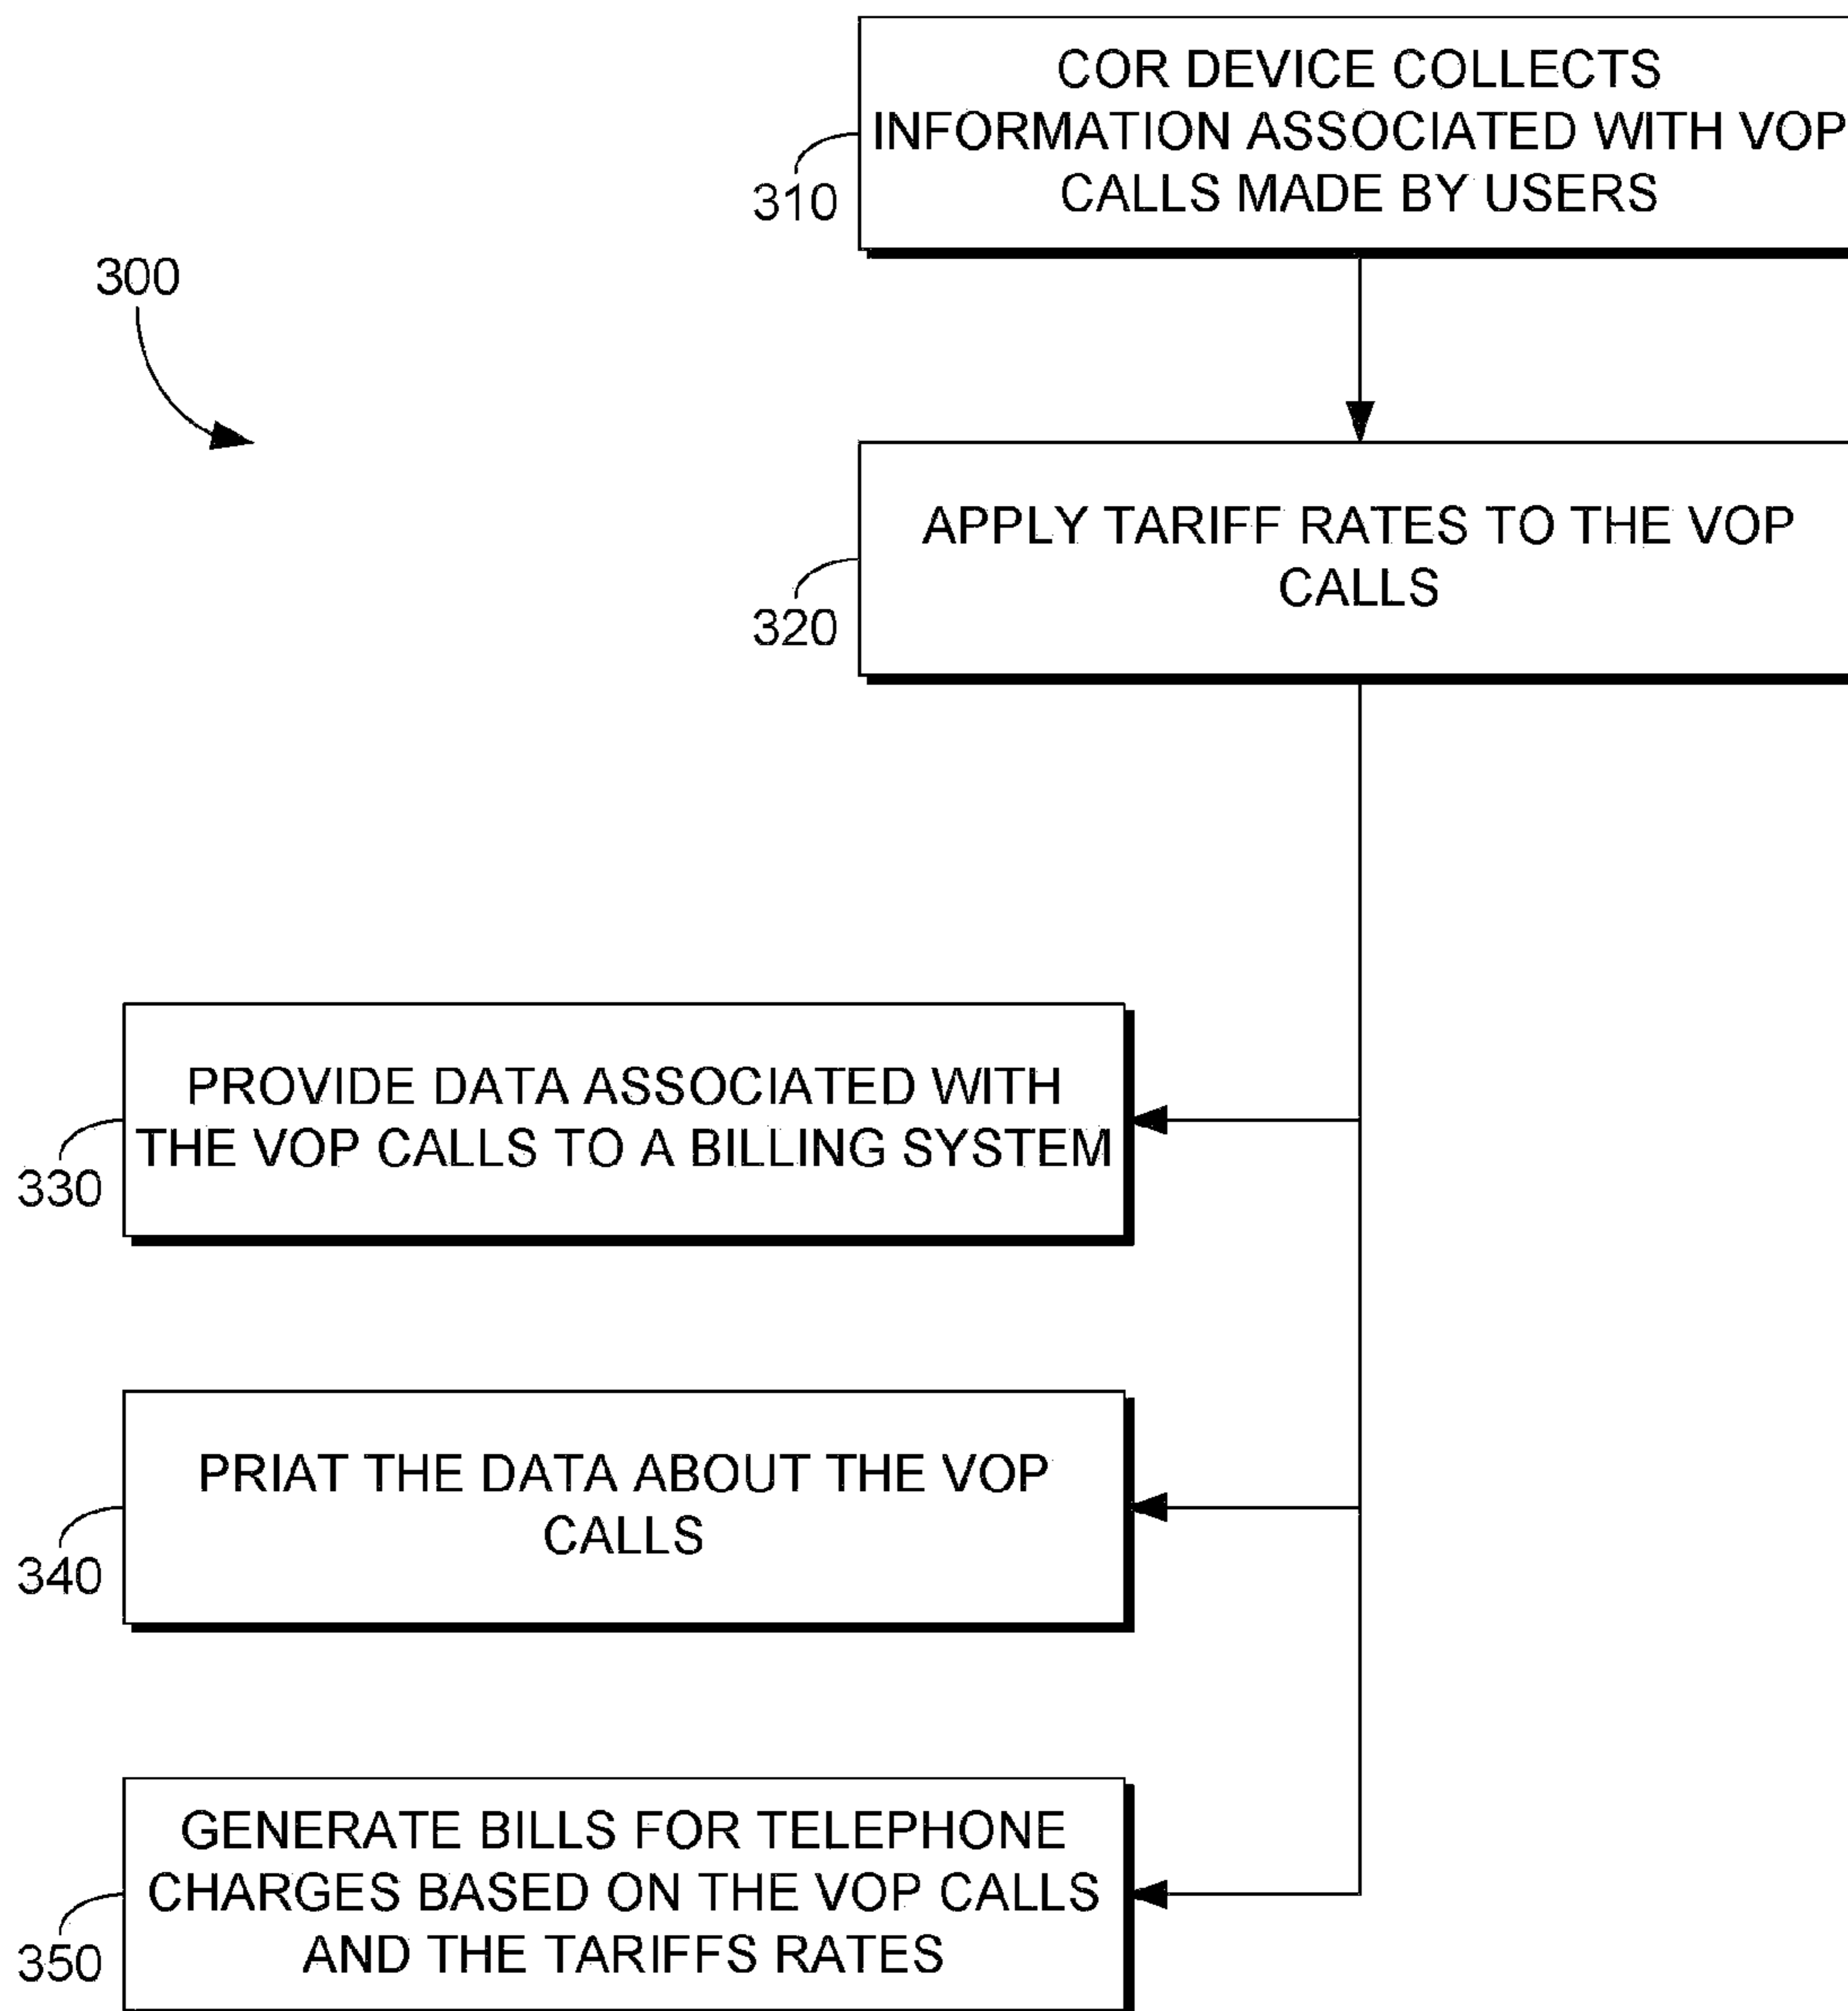 COR DEVICE COLLECTS
INFORMATION ASSOCIATED WITH VOP
CALLS MADE BY USERS
310
300
APPLY TARIFF RATES TO THE VOP
CALLS
320
PROVIDE DATA ASSOCIATED WITH
THE VOP CALLS TO A BILLING SYSTEM
330
PRIAT THE DATA ABOUT THE VOP
CALLS
340
GENERATE BILLS FOR TELEPHONE
CHARGES BASED ON THE VOP CALLS
AND THE TARIFFS RATES
350